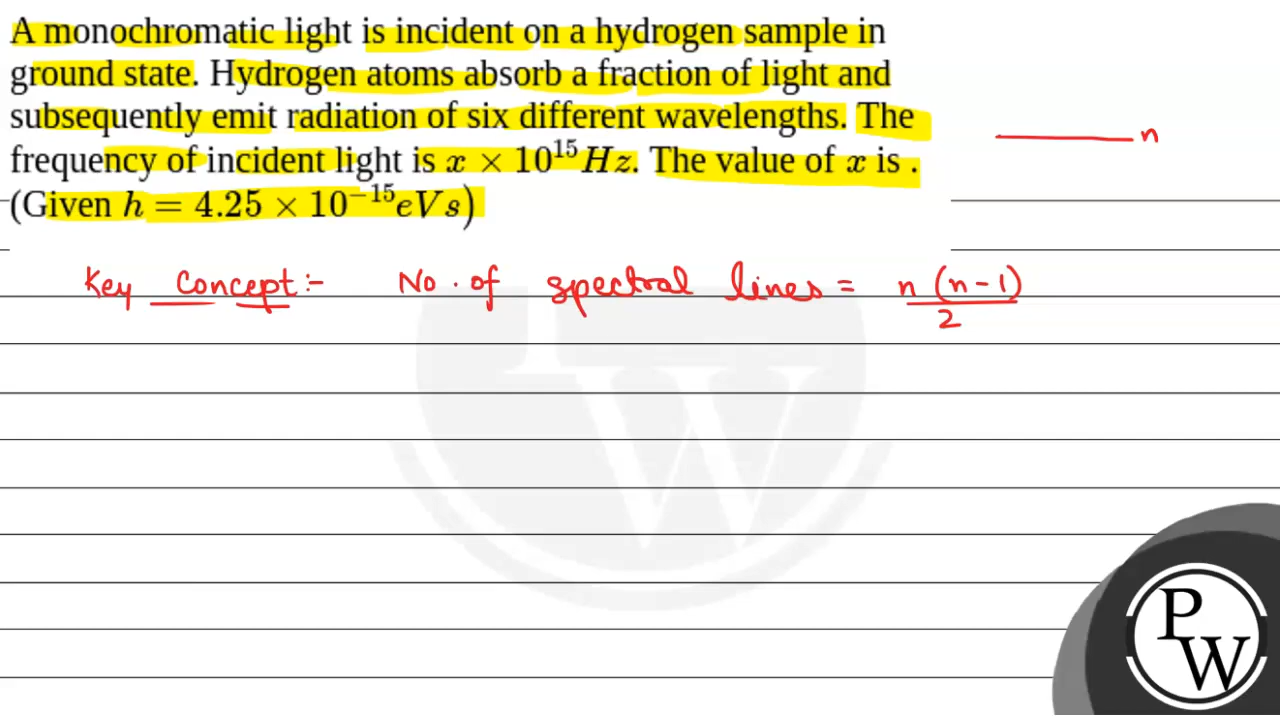 A monochromatic light is incident on a hydrogen sample in
ground state. Hydrogen atoms absorb a fraction of light and
subsequently emit radiation of six different wavelengths. The
frequency of incident light is x × 10¹⁵ Hz. The value of x is .
(Given h = 4.25 × 10⁻¹⁵ eV s)
n
Key Concept :- No. of spectral lines = n (n - 1) / 2
PW
PW